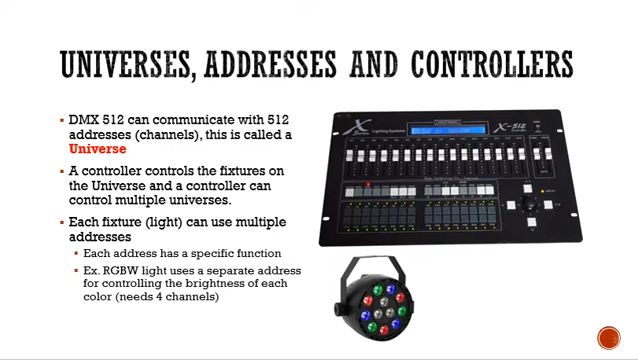 UNIVERSES, ADDRESSES AND CONTROLLERS
DMX 512 can communicate with 512
addresses (channels), this is called a
Universe
A controller controls the fixtures on
the Universe and a controller can
control multiple universes.
Each fixture (light) can use multiple
addresses
Each address has a specific function
Ex. RGBW light uses a separate address
for controlling the brightness of each
color (needs 4 channels)
Lighting Systems
X-512